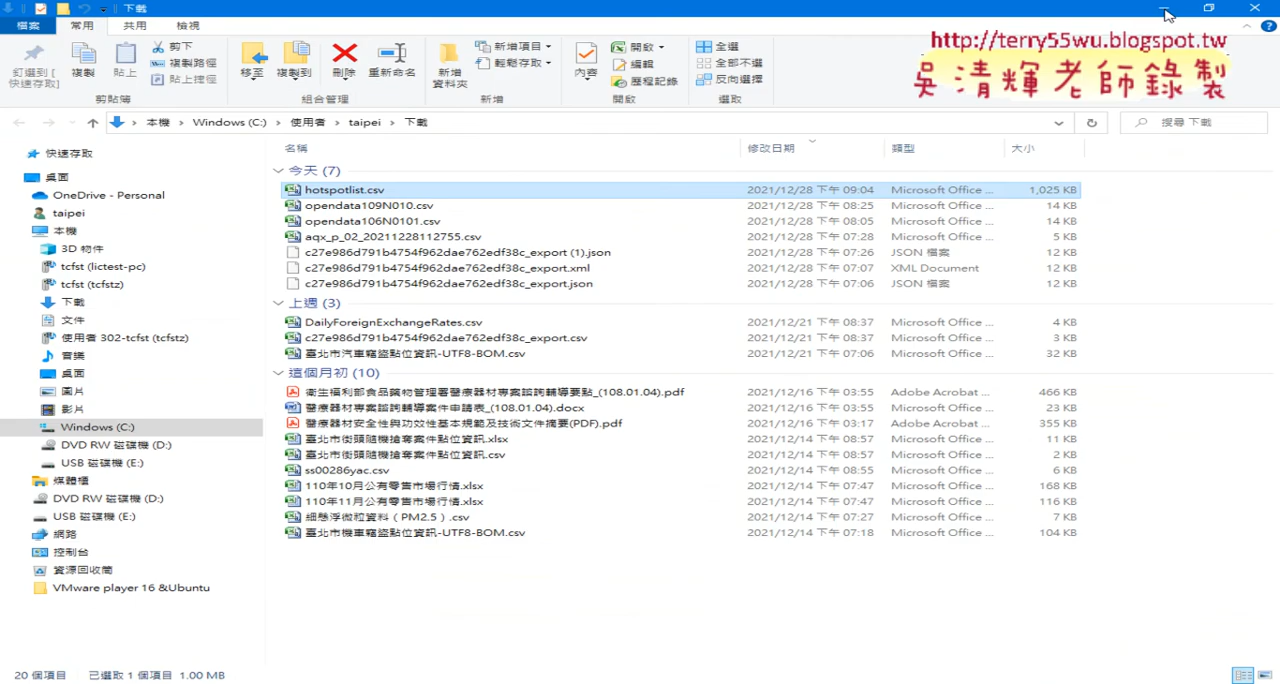 下載
檔案 常用 共用 檢視
釘選到 [快速存取]
複製
貼上
剪下
複製路徑
貼上捷徑
剪貼簿
移至
複製到
刪除
重新命名
組合管理
新增資料夾
新增項目
輕鬆存取
新增
內容
開啟
編輯
歷程記錄
開啟
全選
全部不選
反向選擇
選取
http://terry55wu.blogspot.tw
吳清輝老師錄製
本機 Windows (C:) 使用者 taipei 下載
搜尋 下載
快速存取
桌面
OneDrive - Personal
taipei
本機
3D 物件
tcfst (lictest-pc)
tcfst (tcfstz)
下載
文件
使用者 302-tcfst (tcfstz)
音樂
桌面
圖片
影片
Windows (C:)
DVD RW 磁碟機 (D:)
USB 磁碟機 (E:)
媒體櫃
DVD RW 磁碟機 (D:)
USB 磁碟機 (E:)
網路
控制台
資源回收筒
VMware player 16 &Ubuntu
名稱 修改日期 類型 大小
今天 (7)
hotspotlist.csv 2021/12/28 下午 09:04 Microsoft Office ... 1,025 KB
opendata109N010.csv 2021/12/28 下午 08:25 Microsoft Office ... 14 KB
opendata106N0101.csv 2021/12/28 下午 08:05 Microsoft Office ... 14 KB
aqx_p_02_20211228112755.csv 2021/12/28 下午 07:28 Microsoft Office ... 5 KB
c27e986d791b4754f962dae762edf38c_export (1).json 2021/12/28 下午 07:26 JSON 檔案 12 KB
c27e986d791b4754f962dae762edf38c_export.xml 2021/12/28 下午 07:07 XML Document 12 KB
c27e986d791b4754f962dae762edf38c_export.json 2021/12/28 下午 07:06 JSON 檔案 12 KB
上週 (3)
DailyForeignExchangeRates.csv 2021/12/21 下午 08:37 Microsoft Office ... 4 KB
c27e986d791b4754f962dae762edf38c_export.csv 2021/12/21 下午 08:37 Microsoft Office ... 3 KB
臺北市汽車竊盜點位資訊-UTF8-BOM.csv 2021/12/21 下午 07:06 Microsoft Office ... 32 KB
這個月初 (10)
衛生福利部食品藥物管理署醫療器材專案諮詢輔導要點_(108.01.04).pdf 2021/12/16 下午 03:55 Adobe Acrobat ... 466 KB
醫療器材專案諮詢輔導案件申請表_(108.01.04).docx 2021/12/16 下午 03:55 Microsoft Office ... 23 KB
醫療器材安全性與功效性基本規範及技術文件摘要(PDF).pdf 2021/12/16 下午 03:17 Adobe Acrobat ... 355 KB
臺北市街頭隨機搶奪案件點位資訊.xlsx 2021/12/14 下午 08:57 Microsoft Office ... 11 KB
臺北市街頭隨機搶奪案件點位資訊.csv 2021/12/14 下午 08:56 Microsoft Office ... 2 KB
ss00286yac.csv 2021/12/14 下午 08:55 Microsoft Office ... 6 KB
110年10月公有零售市場行情.xlsx 2021/12/14 下午 07:47 Microsoft Office ... 168 KB
110年11月公有零售市場行情.xlsx 2021/12/14 下午 07:47 Microsoft Office ... 116 KB
細懸浮微粒資料（PM2.5）.csv 2021/12/14 下午 07:27 Microsoft Office ... 7 KB
臺北市機車竊盜點位資訊-UTF8-BOM.csv 2021/12/14 下午 07:18 Microsoft Office ... 104 KB
20 個項目 已選取 1 個項目 1.00 MB